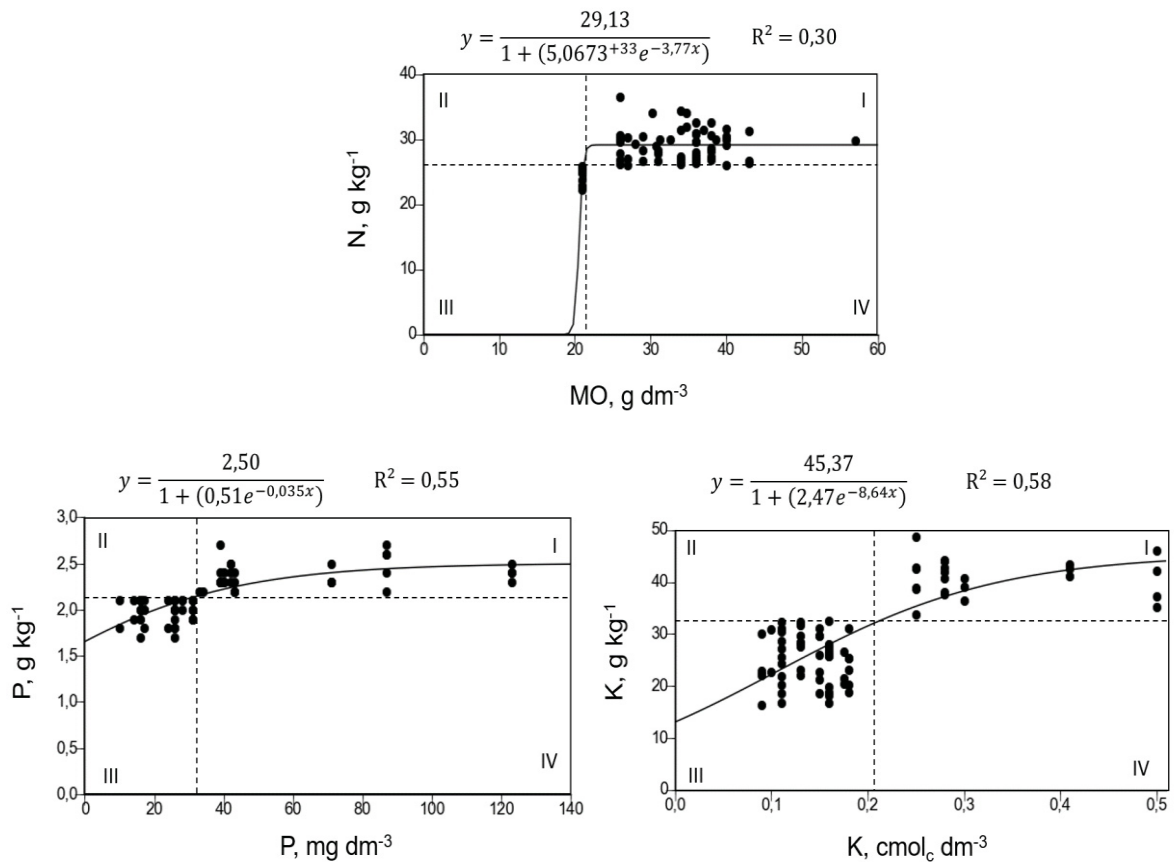 y = 29,13 / 1 + (5,0673⁺³³e⁻³,⁷⁷ˣ) R² = 0,30
40
II I
30
N, g kg⁻¹
20
10
III IV
0
0 10 20 30 40 50 60
MO, g dm⁻³
y = 2,50 / 1 + (0,51e⁻⁰,⁰³⁵ˣ) R² = 0,55
3,0
II I
2,5
2,0
P, g kg⁻¹
1,5
1,0
0,5
III IV
0,0
0 20 40 60 80 100 120 140
P, mg dm⁻³
y = 45,37 / 1 + (2,47e⁻⁸,⁶⁴ˣ) R² = 0,58
50
II I
40
30
K, g kg⁻¹
20
10
III IV
0
0,0 0,1 0,2 0,3 0,4 0,5
K, cmol꜀ dm⁻³